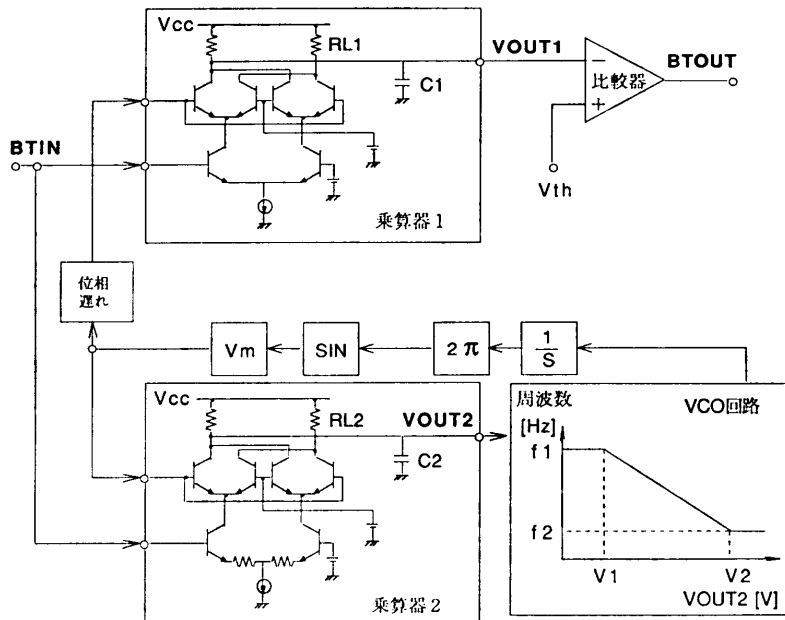 Vcc
RL1
VOUT1
C1
比較器
−
+
BTOUT
BTIN
Vth
乗算器1
位相
遅れ
Vm
SIN
2π
1
S
Vcc
RL2
VOUT2
C2
乗算器2
周波数
[Hz]
VCO回路
f1
f2
V1
V2
VOUT2 [V]